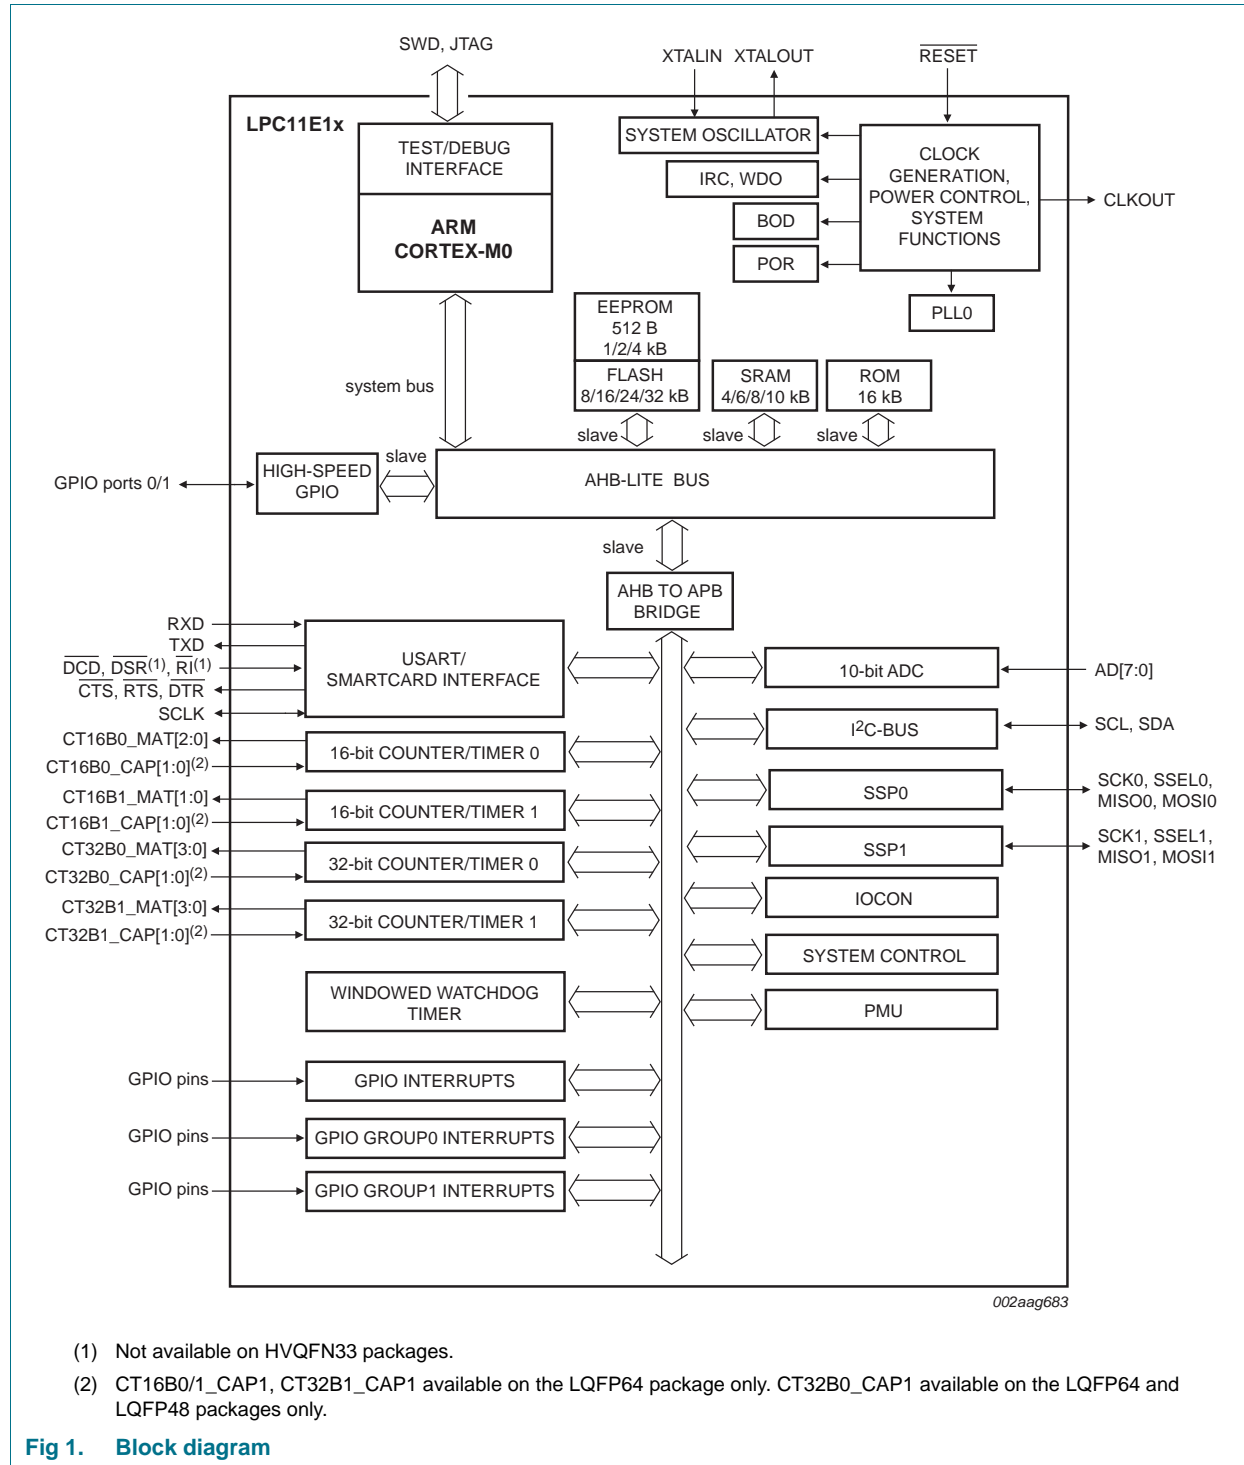 SWD, JTAG
XTALIN XTALOUT
RESET
LPC11E1x
TEST/DEBUG
INTERFACE
ARM
CORTEX-M0
SYSTEM OSCILLATOR
IRC, WDO
BOD
POR
CLOCK
GENERATION,
POWER CONTROL,
SYSTEM
FUNCTIONS
CLKOUT
PLL0
EEPROM
512 B
1/2/4 kB
FLASH
8/16/24/32 kB
SRAM
4/6/8/10 kB
ROM
16 kB
system bus
slave
slave
slave
slave
GPIO ports 0/1
HIGH-SPEED
GPIO
AHB-LITE BUS
slave
AHB TO APB
BRIDGE
RXD
TXD
DCD, DSR(1), RI(1)
CTS, RTS, DTR
SCLK
USART/
SMARTCARD INTERFACE
10-bit ADC
AD[7:0]
CT16B0_MAT[2:0]
CT16B0_CAP[1:0](2)
16-bit COUNTER/TIMER 0
I2C-BUS
SCL, SDA
CT16B1_MAT[1:0]
CT16B1_CAP[1:0](2)
16-bit COUNTER/TIMER 1
SSP0
SCK0, SSEL0,
MISO0, MOSI0
CT32B0_MAT[3:0]
CT32B0_CAP[1:0](2)
32-bit COUNTER/TIMER 0
SSP1
SCK1, SSEL1,
MISO1, MOSI1
CT32B1_MAT[3:0]
CT32B1_CAP[1:0](2)
32-bit COUNTER/TIMER 1
IOCON
SYSTEM CONTROL
WINDOWED WATCHDOG
TIMER
PMU
GPIO pins
GPIO INTERRUPTS
GPIO pins
GPIO GROUP0 INTERRUPTS
GPIO pins
GPIO GROUP1 INTERRUPTS
002aag683
(1) Not available on HVQFN33 packages.
(2) CT16B0/1_CAP1, CT32B1_CAP1 available on the LQFP64 package only. CT32B0_CAP1 available on the LQFP64 and
LQFP48 packages only.
Fig 1. Block diagram